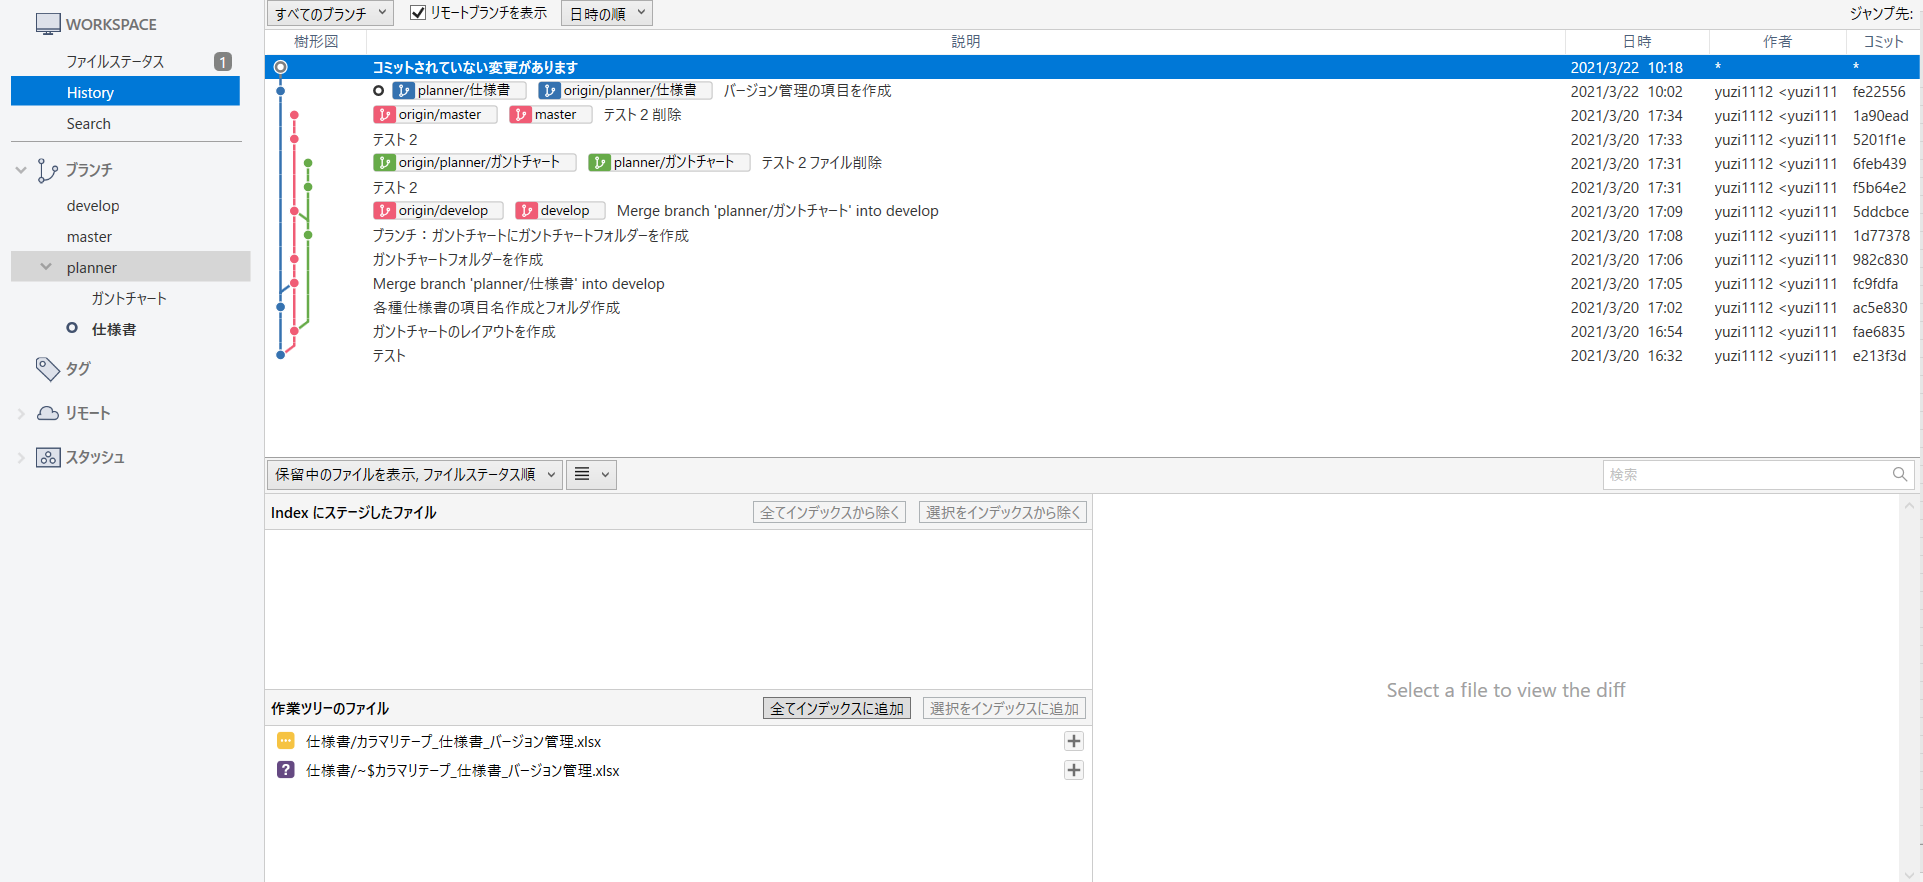 WORKSPACE
ファイルステータス 1
History
Search
ブランチ
develop
master
planner
ガントチャート
仕様書
タグ
リモート
スタッシュ
すべてのブランチ リモートブランチを表示 日時の順 ジャンプ先:
樹形図 説明 日時 作者 コミット
コミットされていない変更があります 2021/3/22 10:18 * *
planner/仕様書 origin/planner/仕様書 バージョン管理の項目を作成 2021/3/22 10:02 yuzi1112 <yuzi111 fe22556
origin/master master テスト２削除 2021/3/20 17:34 yuzi1112 <yuzi111 1a90ead
テスト２ 2021/3/20 17:33 yuzi1112 <yuzi111 5201f1e
origin/planner/ガントチャート planner/ガントチャート テスト２ファイル削除 2021/3/20 17:31 yuzi1112 <yuzi111 6feb439
テスト２ 2021/3/20 17:31 yuzi1112 <yuzi111 f5b64e2
origin/develop develop Merge branch 'planner/ガントチャート' into develop 2021/3/20 17:09 yuzi1112 <yuzi111 5ddcbce
ブランチ：ガントチャートにガントチャートフォルダーを作成 2021/3/20 17:08 yuzi1112 <yuzi111 1d77378
ガントチャートフォルダーを作成 2021/3/20 17:06 yuzi1112 <yuzi111 982c830
Merge branch 'planner/仕様書' into develop 2021/3/20 17:05 yuzi1112 <yuzi111 fc9fdfa
各種仕様書の項目名作成とフォルダ作成 2021/3/20 17:02 yuzi1112 <yuzi111 ac5e830
ガントチャートのレイアウトを作成 2021/3/20 16:54 yuzi1112 <yuzi111 fae6835
テスト 2021/3/20 16:32 yuzi1112 <yuzi111 e213f3d
保留中のファイルを表示, ファイルステータス順 検索
Index にステージしたファイル 全てインデックスから除く 選択をインデックスから除く
Select a file to view the diff
作業ツリーのファイル 全てインデックスに追加 選択をインデックスに追加
仕様書/カラマリテープ_仕様書_バージョン管理.xlsx
? 仕様書/~$カラマリテープ_仕様書_バージョン管理.xlsx